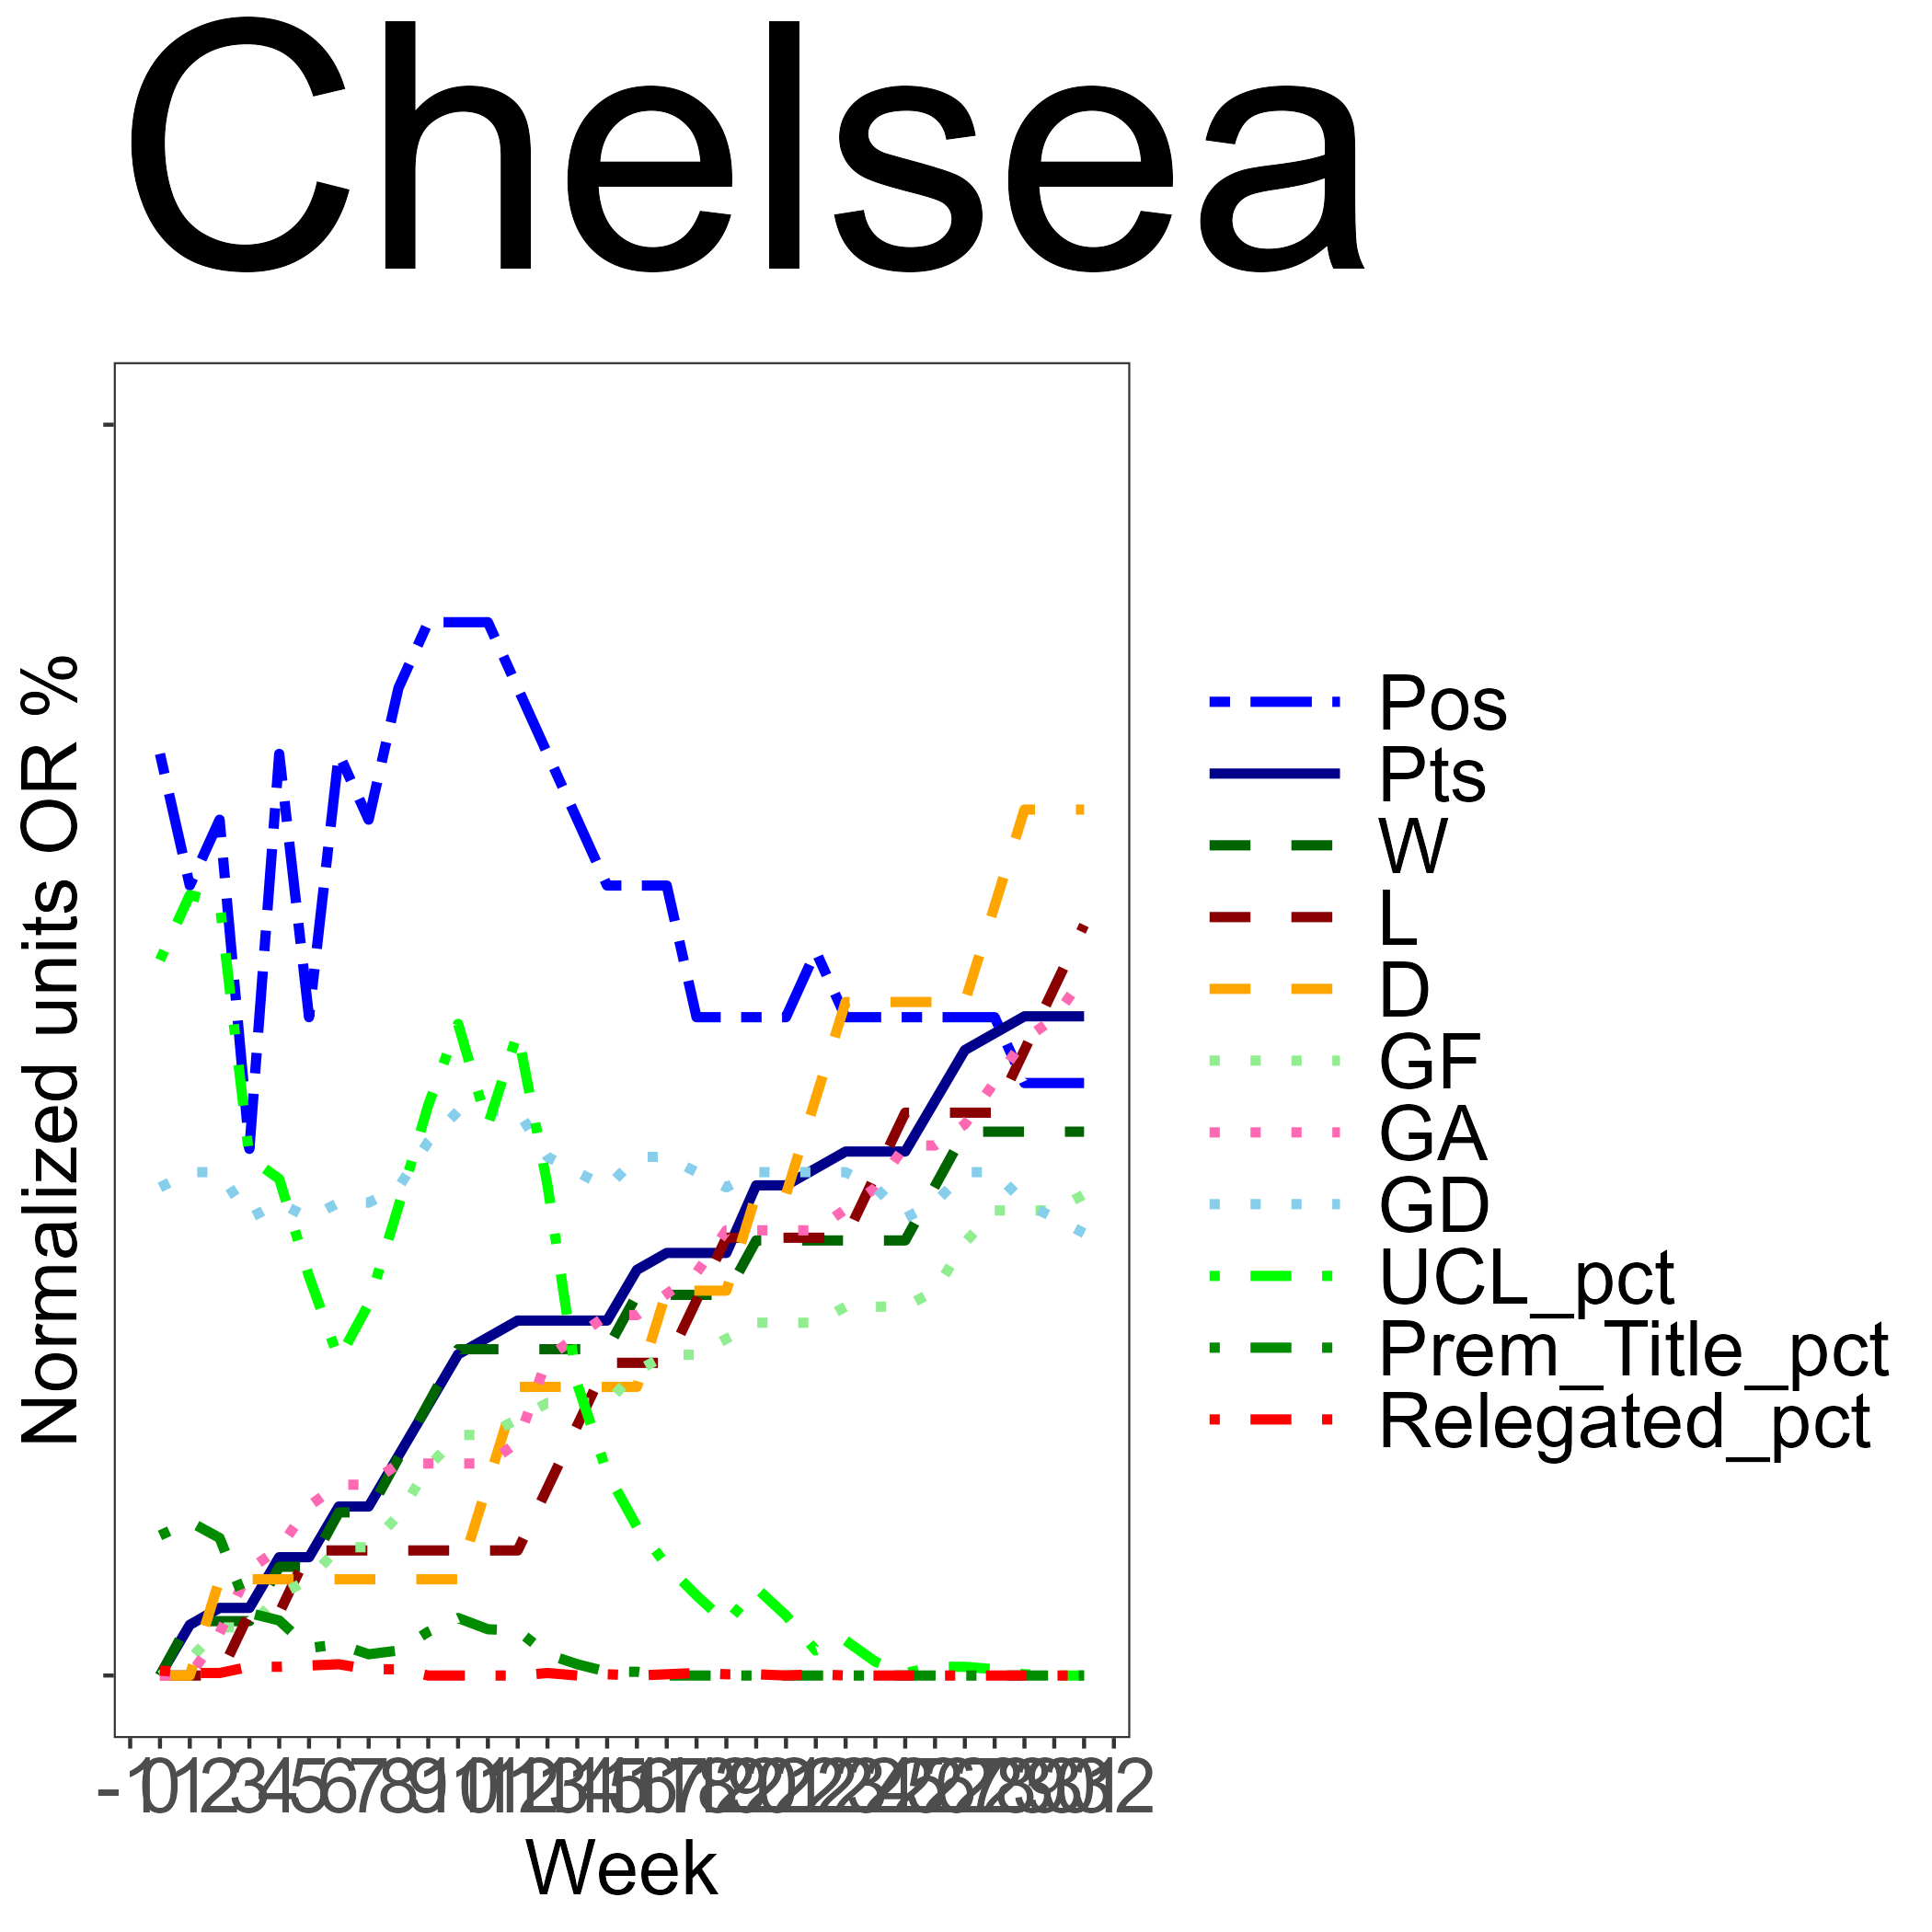 Chelsea
Normalized units OR %
Pos
Pts
W
L
D
GF
GA
GD
UCL_pct
Prem_Title_pct
Relegated_pct
Week